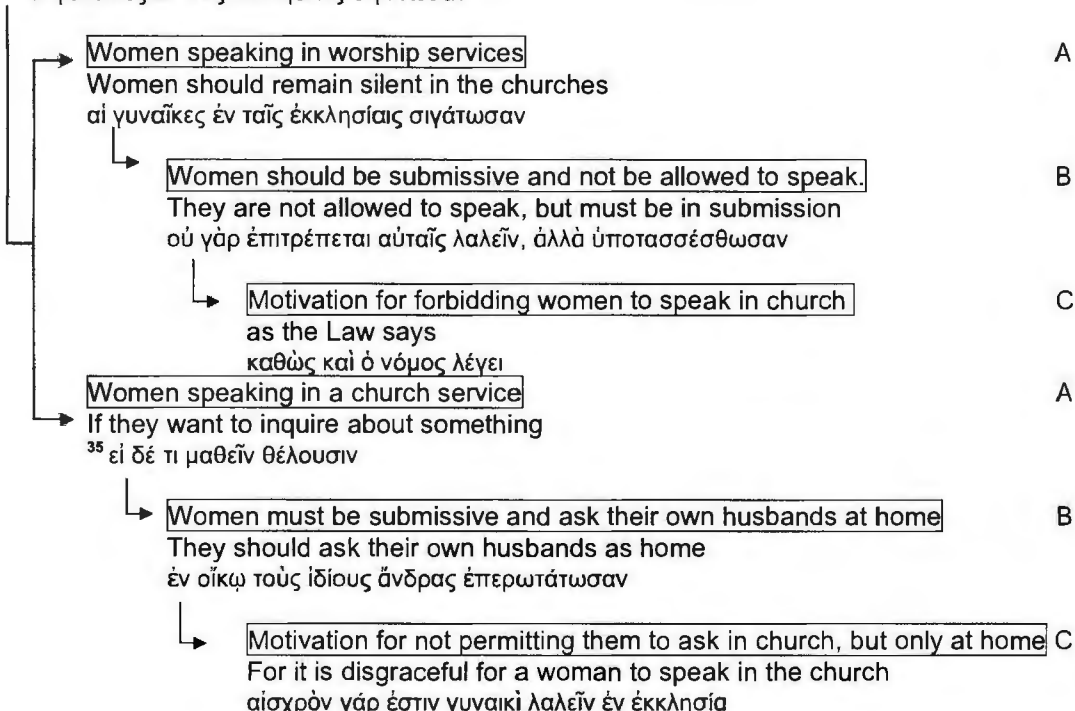 Women speaking in worship services A
Women should remain silent in the churches
αἱ γυναῖκες ἐν ταῖς ἐκκλησίαις σιγάτωσαν
Women should be submissive and not be allowed to speak. B
They are not allowed to speak, but must be in submission
οὐ γὰρ ἐπιτρέπεται αὐταῖς λαλεῖν, ἀλλὰ ὑποτασσέσθωσαν
Motivation for forbidding women to speak in church C
as the Law says
καθὼς καὶ ὁ νόμος λέγει
Women speaking in a church service A
If they want to inquire about something
35 εἰ δέ τι μαθεῖν θέλουσιν
Women must be submissive and ask their own husbands at home B
They should ask their own husbands as home
ἐν οἴκῳ τοὺς ἰδίους ἄνδρας ἐπερωτάτωσαν
Motivation for not permitting them to ask in church, but only at home C
For it is disgraceful for a woman to speak in the church
αἰσχρὸν γάρ ἐστιν γυναικὶ λαλεῖν ἐν ἐκκλησίᾳ